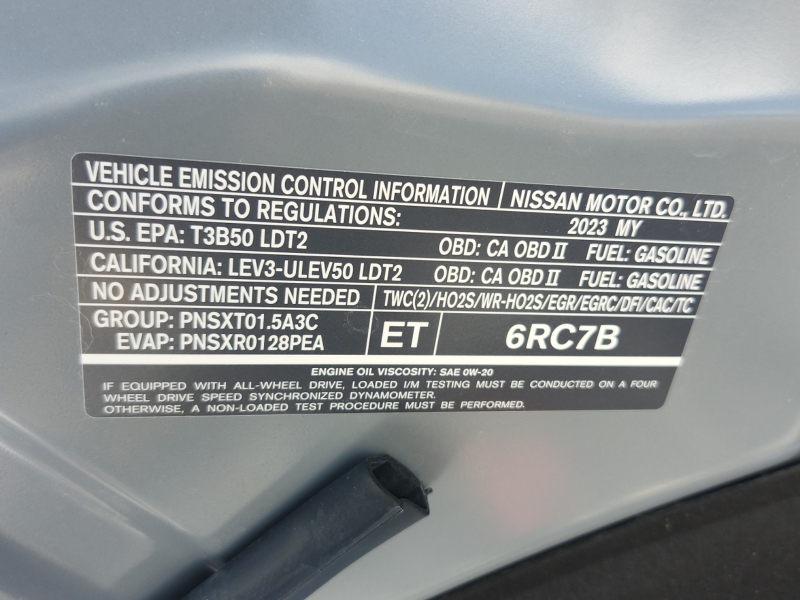 VEHICLE EMISSION CONTROL INFORMATION | NISSAN MOTOR CO., LTD.
CONFORMS TO REGULATIONS: 2023 MY
U.S. EPA: T3B50 LDT2 OBD: CA OBD II FUEL: GASOLINE
CALIFORNIA: LEV3-ULEV50 LDT2 OBD: CA OBD II FUEL: GASOLINE
NO ADJUSTMENTS NEEDED TWC(2)/HO2S/WR-HO2S/EGR/EGRC/DFI/CAC/TC
GROUP: PNSXT01.5A3C
EVAP: PNSXR0128PEA
ET 6RC7B
ENGINE OIL VISCOSITY: SAE 0W-20
IF EQUIPPED WITH ALL-WHEEL DRIVE, LOADED I/M TESTING MUST BE CONDUCTED ON A FOUR
WHEEL DRIVE SPEED SYNCHRONIZED DYNAMOMETER.
OTHERWISE, A NON-LOADED TEST PROCEDURE MUST BE PERFORMED.